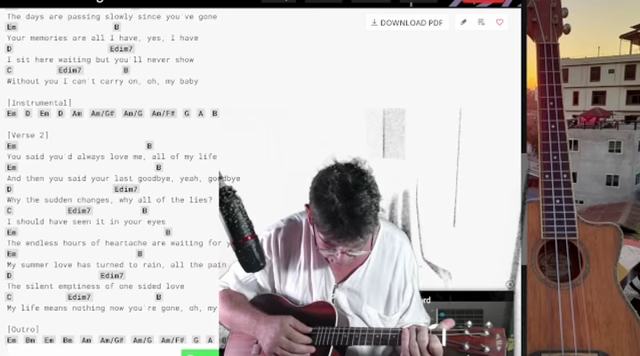 The days are passing slowly since you've gone
Em B
Your memories are all I have, yes, I have
D Edim7
I sit here waiting but you'll never show
C Edim7 B
Without you I can't carry on, oh, my baby
[Instrumental]
Em D Em D Am Am/G# Am/G Am/F# G A B
[Verse 2]
Em B
You said you'd always love me, all of my life
Em B
And then you said your last goodbye, yeah, goodbye
D Edim7
Why the sudden changes, why all of the lies?
C Edim7 B
I should have seen it in your eyes
Em B
The endless hours of heartache are waiting for
Em B
My summer love has turned to rain, all the pain
D Edim7
The silent emptiness of one sided love
C Edim7 B
My life means nothing now you're gone, oh, my
[Outro]
Em Bm Em Bm Am Am/G# Am/G Am/F# G A
DOWNLOAD PDF